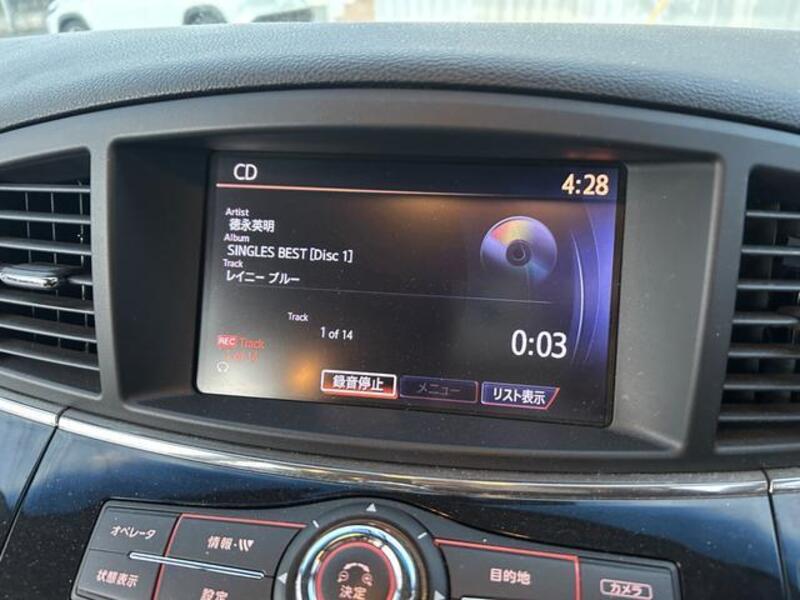 CD
4:28
Artist
徳永英明
Album
SINGLES BEST [Disc 1]
Track
レイニー ブルー
Track
1 of 14
0:03
REC Track
1 of 14
録音停止
メニュー
リスト表示
オペレータ
情報・
目的地
カメラ
状態表示
設定
決定